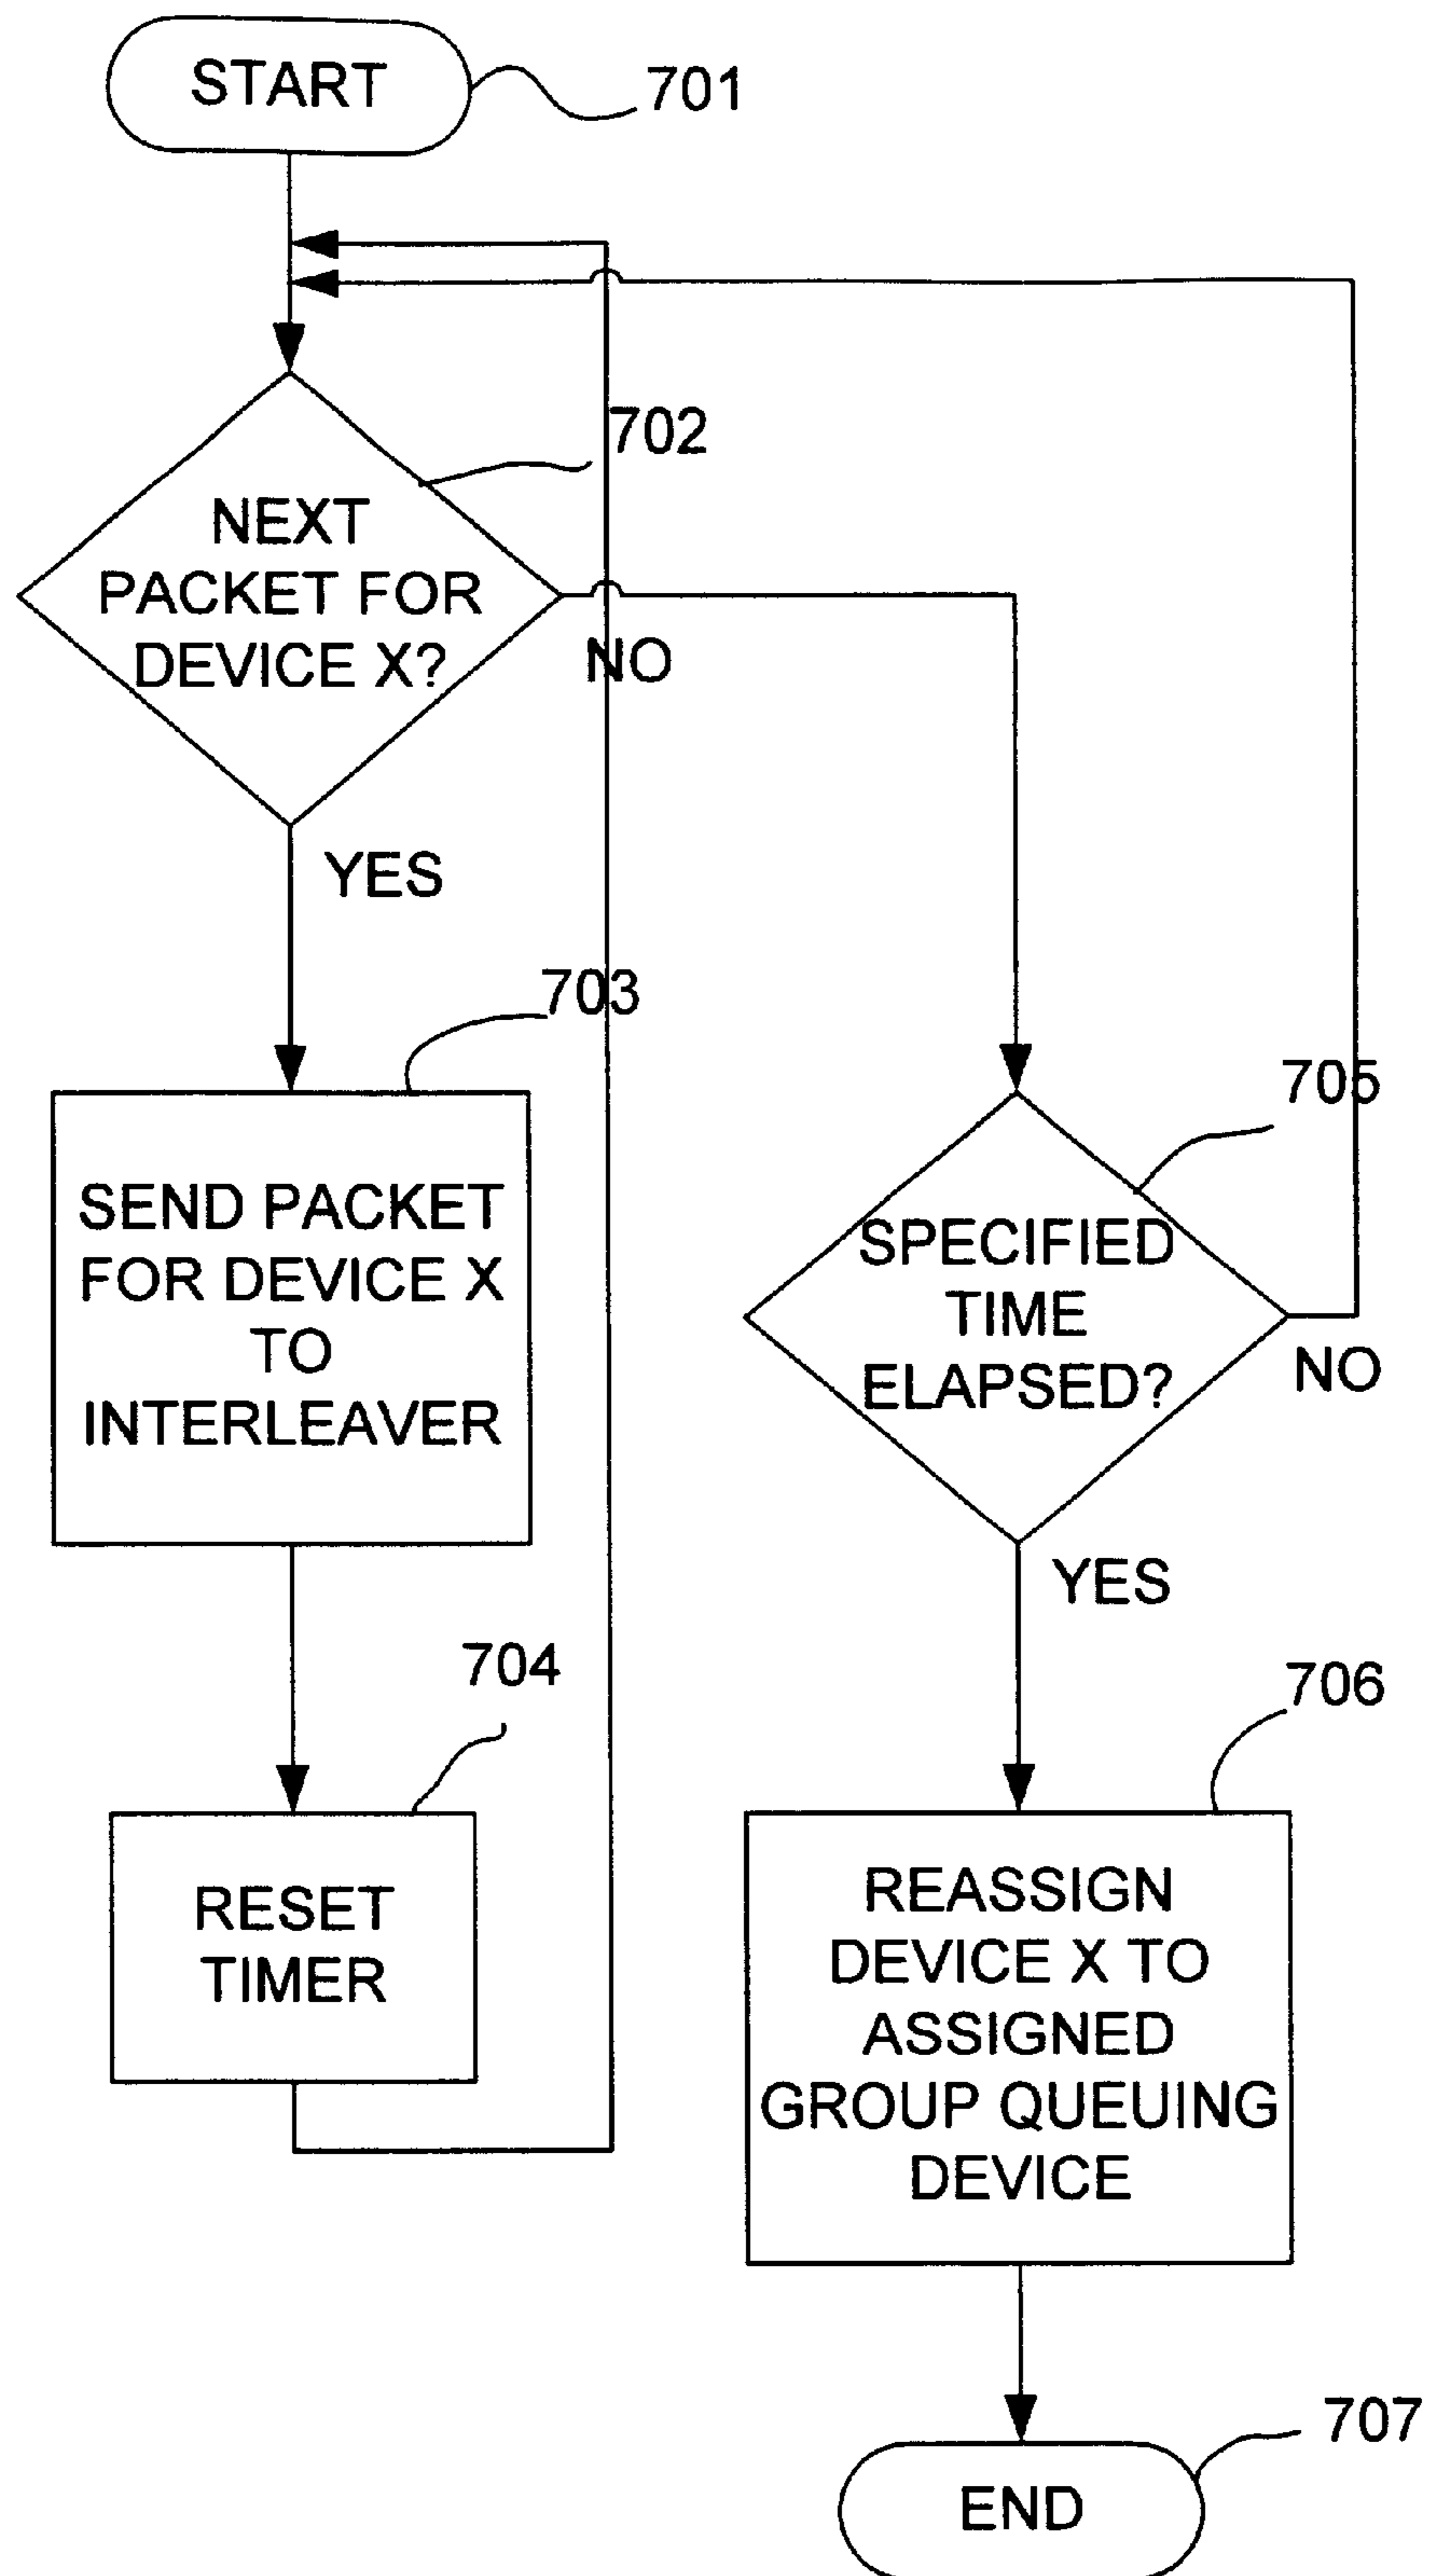 START
701
702
NEXT
PACKET FOR
DEVICE X?
NO
YES
703
SEND PACKET
FOR DEVICE X
TO
INTERLEAVER
704
RESET
TIMER
705
SPECIFIED
TIME
ELAPSED?
NO
YES
706
REASSIGN
DEVICE X TO
ASSIGNED
GROUP QUEUING
DEVICE
707
END